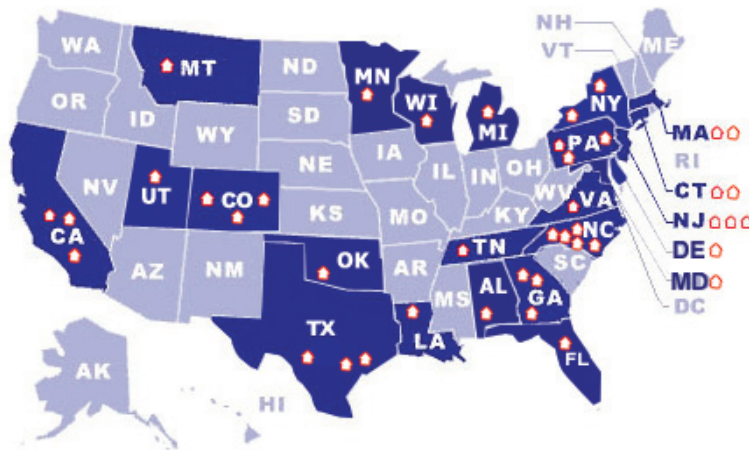 NH
VT
ME
WA
MT
ND
MN
OR
ID
SD
WI
MI
NY
WY
MA
RI
IA
PA
NE
NV
UT
CO
IL
IN
OH
WV
CT
VA
NJ
CA
KS
MO
KY
DE
NC
TN
MD
AZ
NM
OK
AR
SC
DC
MS
AL
GA
TX
LA
FL
AK
HI